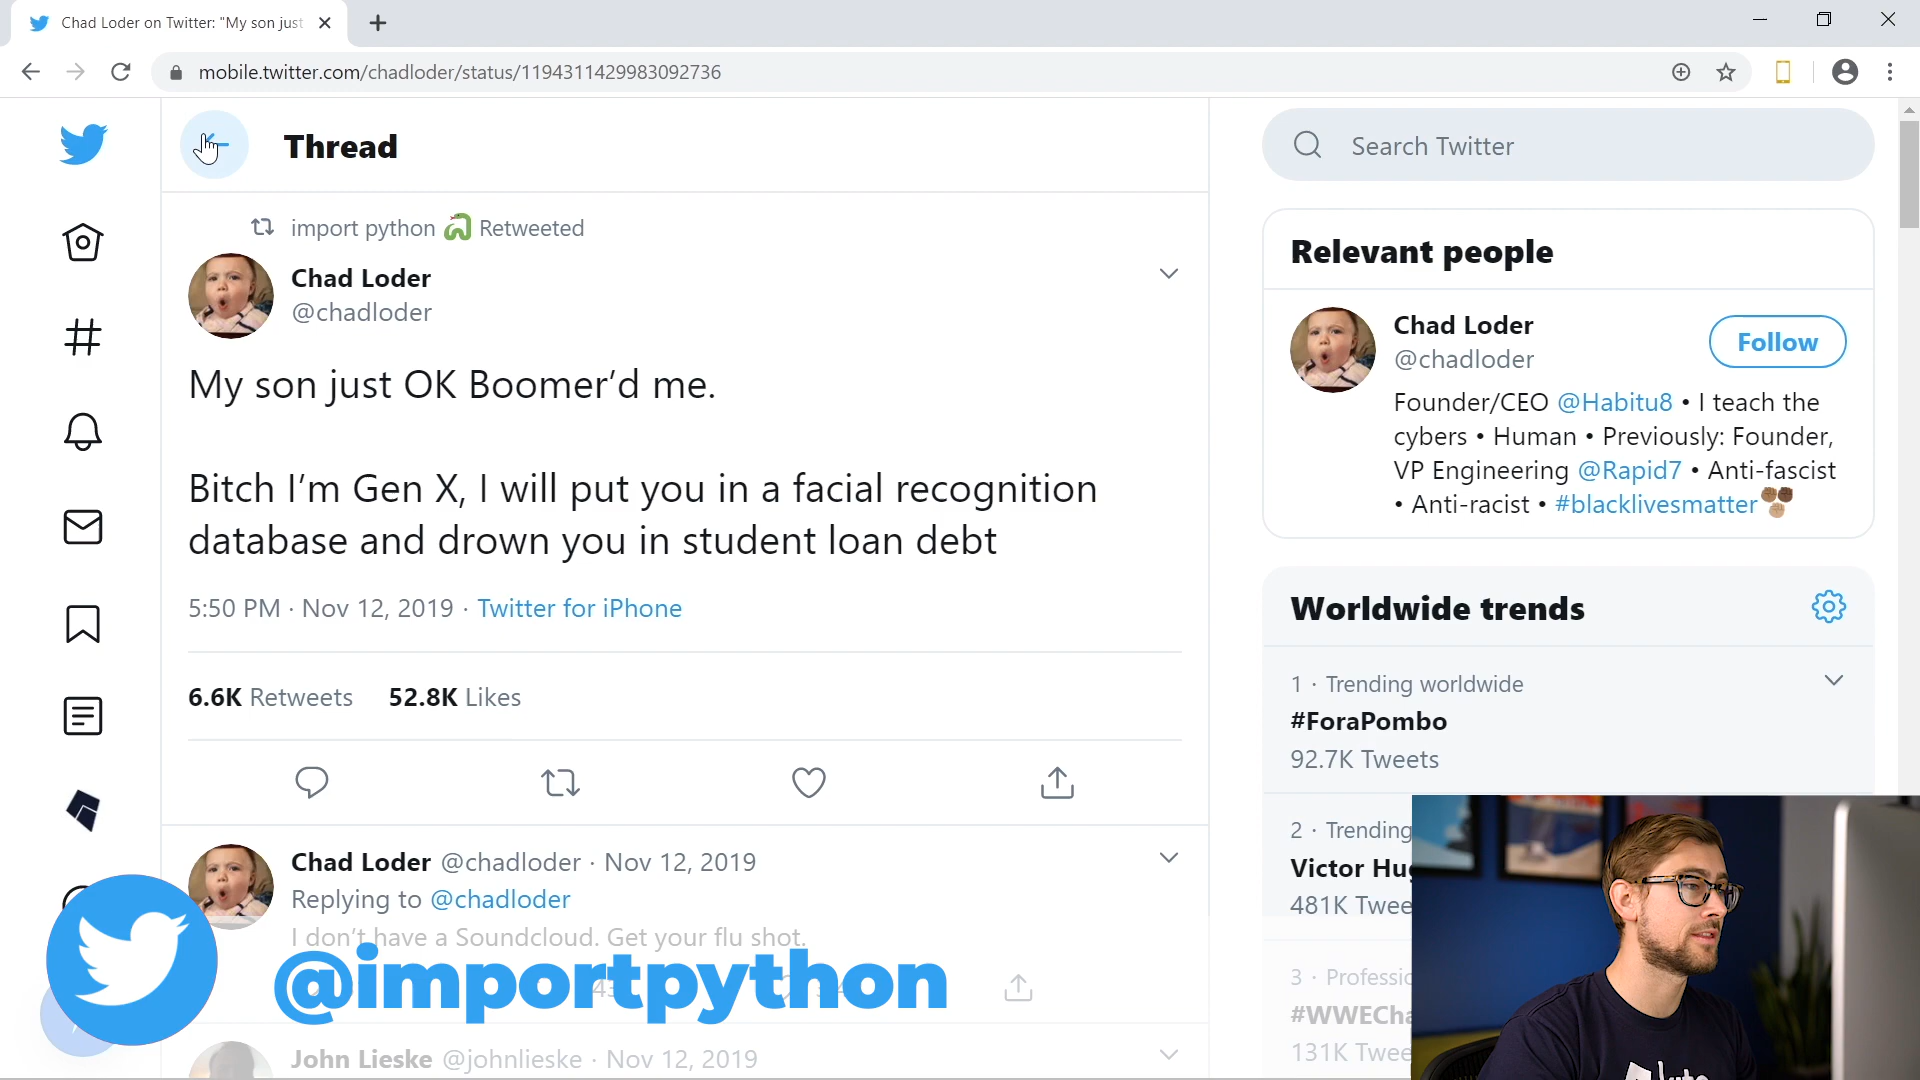 Chad Loder on Twitter: "My son just
mobile.twitter.com/chadloder/status/1194311429983092736
Thread
Search Twitter
import python 🐍 Retweeted
Chad Loder
@chadloder
My son just OK Boomer’d me.
Bitch I’m Gen X, I will put you in a facial recognition
database and drown you in student loan debt
5:50 PM · Nov 12, 2019 · Twitter for iPhone
6.6K Retweets 52.8K Likes
Chad Loder @chadloder · Nov 12, 2019
Replying to @chadloder
I don’t have a Soundcloud. Get your flu shot.
@importpython
John Lieske @johnlieske · Nov 12, 2019
Relevant people
Chad Loder
@chadloder
Follow
Founder/CEO @Habitu8 • I teach the
cybers • Human • Previously: Founder,
VP Engineering @Rapid7 • Anti-fascist
• Anti-racist • #blacklivesmatter
Worldwide trends
1 · Trending worldwide
#ForaPombo
92.7K Tweets
2 · Trending
Victor Hu
481K Twee
3 · Professio
#WWECha
131K Twee